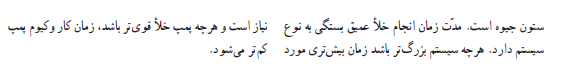 ستون جیوه است. مدّت زمان انجام خلأ عمیق بستگی به نوع
سیستم دارد. هرچه سیستم بزرگ‌تر باشد زمان بیش‌تری مورد
نیاز است و هرچه پمپ خلأ قوی‌تر باشد، زمان کار وکیوم پمپ
کم‌تر می‌شود.